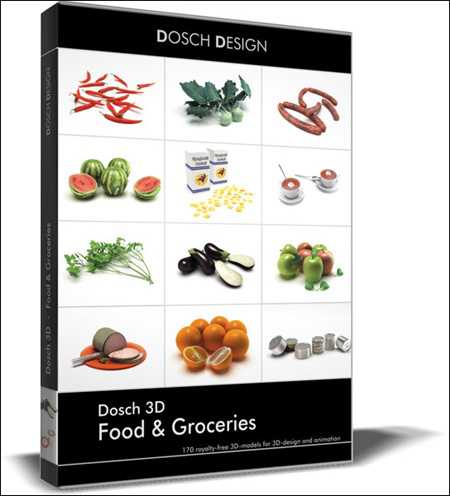 DOSCH DESIGN
DOSCH DESIGN
Dosch 3D · Food & Groceries
Dosch 3D
Food & Groceries
170 royalty-free 3D-models for 3D-design and animation